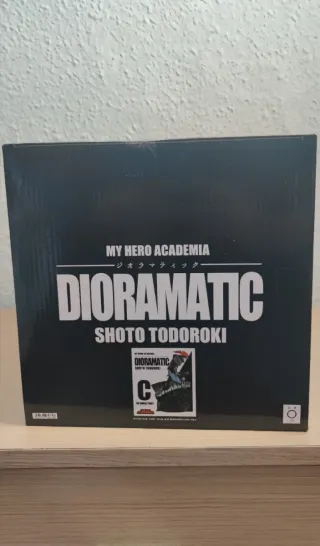 MY HERO ACADEMIA
ジオラマティック
DIORAMATIC
SHOTO TODOROKI
DIORAMATIC
SHOTO TODOROKI
C